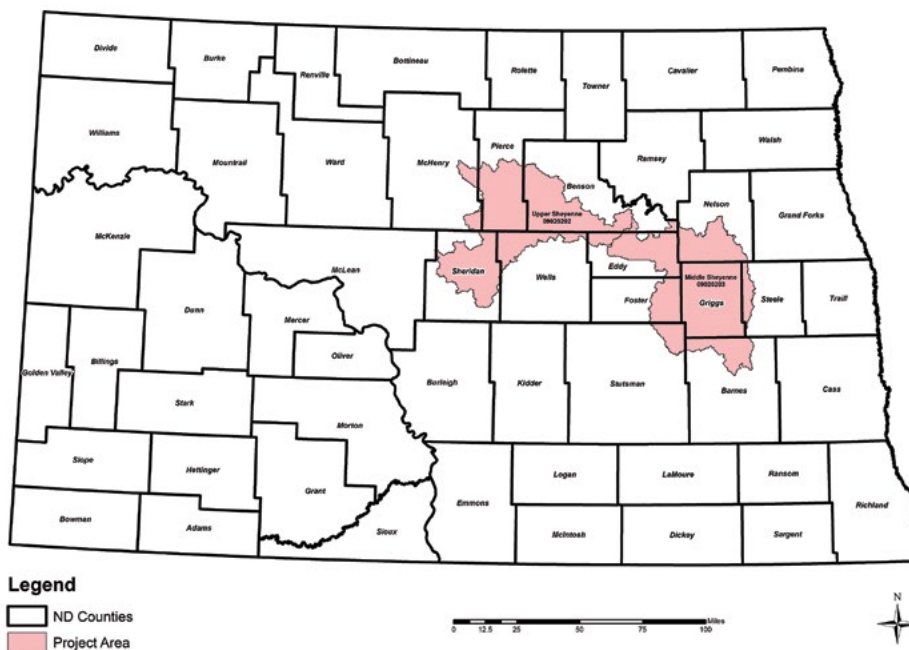 Divide
Burke
Renville
Bottineau
Rolette
Towner
Cavalier
Pembina
Williams
Mountrail
Ward
McHenry
Pierce
Benson
Ramsey
Walsh
Nelson
Grand Forks
Upper Sheyenne
09020202
McKenzie
McLean
Sheridan
Wells
Eddy
Foster
Middle Sheyenne
09020203
Griggs
Steele
Traill
Dunn
Mercer
Oliver
Golden Valley
Billings
Burleigh
Kidder
Stutsman
Barnes
Cass
Stark
Morton
Slope
Hettinger
Grant
Emmons
Logan
LaMoure
Ransom
Richland
Bowman
Adams
Sioux
McIntosh
Dickey
Sargent
Legend
ND Counties
Project Area
0 12.5 25 50 75 100
Miles
N